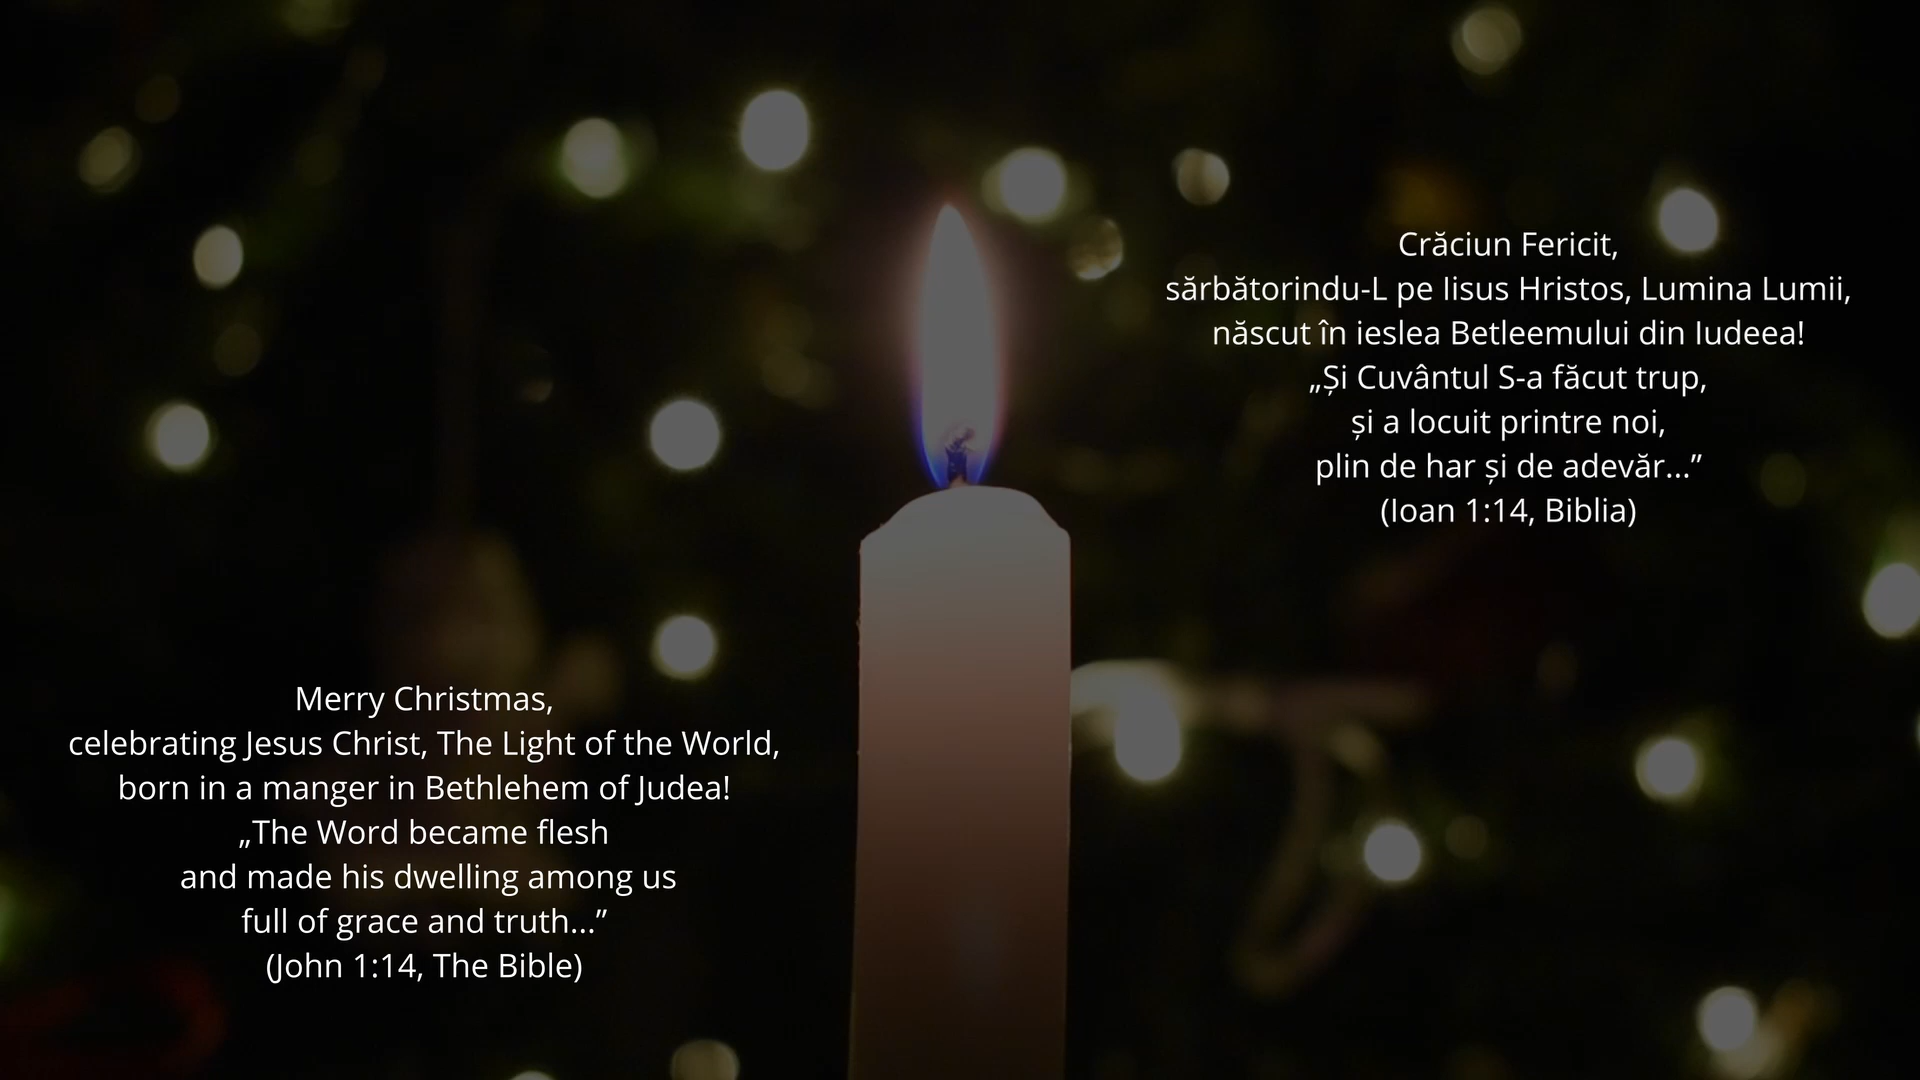 Crăciun Fericit,
sărbătorindu-L pe Iisus Hristos, Lumina Lumii,
născut în ieslea Betleemului din Iudeea!
„Și Cuvântul S-a făcut trup,
și a locuit printre noi,
plin de har și de adevăr...”
(Ioan 1:14, Biblia)
Merry Christmas,
celebrating Jesus Christ, The Light of the World,
born in a manger in Bethlehem of Judea!
„The Word became flesh
and made his dwelling among us
full of grace and truth...”
(John 1:14, The Bible)